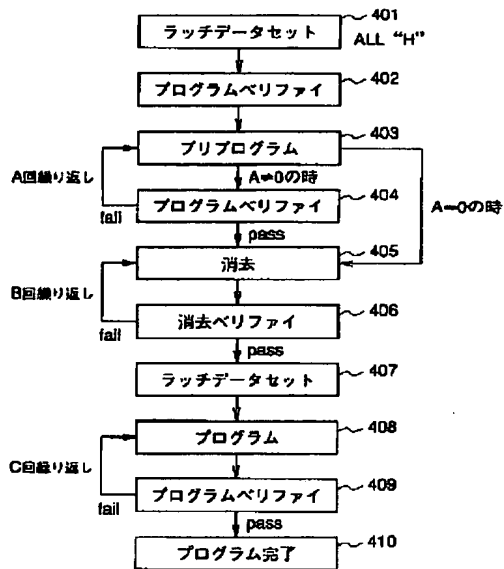 401
ラッチデータセット
ALL “H”
402
プログラムベリファイ
403
プリプログラム
A回繰り返し
A≠0の時
A=0の時
404
プログラムベリファイ
fail
pass
405
消去
B回繰り返し
406
消去ベリファイ
fail
pass
407
ラッチデータセット
408
プログラム
C回繰り返し
409
プログラムベリファイ
fail
pass
410
プログラム完了